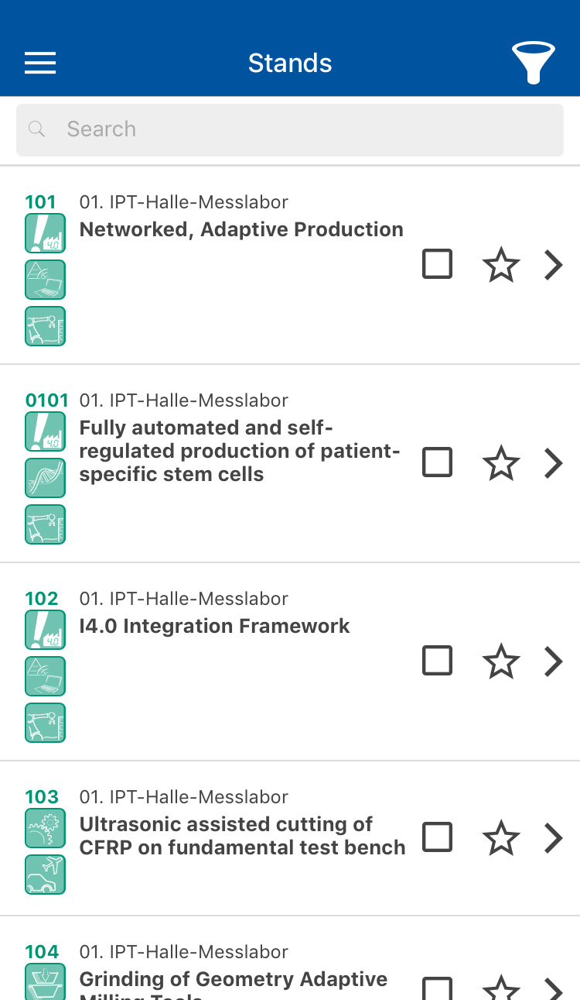 Stands
Search
101 01. IPT-Halle-Messlabor
Networked, Adaptive Production
4.0
0101 01. IPT-Halle-Messlabor
Fully automated and self-
regulated production of patient-
specific stem cells
4.0
102 01. IPT-Halle-Messlabor
I4.0 Integration Framework
4.0
103 01. IPT-Halle-Messlabor
Ultrasonic assisted cutting of
CFRP on fundamental test bench
104 01. IPT-Halle-Messlabor
Grinding of Geometry Adaptive
Milling Tools